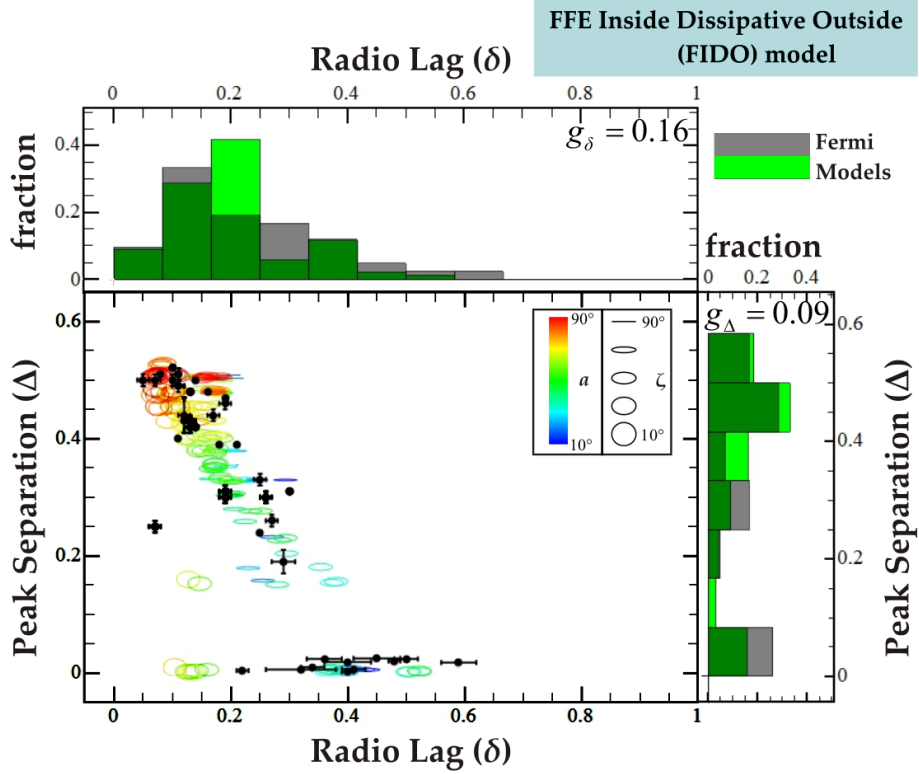 FFE Inside Dissipative Outside
(FIDO) model
Radio Lag (δ)
0 0.2 0.4 0.6 0.8 1
fraction
0.4
0.2
0
g_δ = 0.16
Fermi
Models
fraction
0 0.2 0.4
g_Δ = 0.09
0.6
0.4
0.2
0
Peak Separation (Δ)
90°
a
10°
90°
ζ
10°
Peak Separation (Δ)
0.6
0.4
0.2
0
0 0.2 0.4 0.6 0.8 1
Radio Lag (δ)